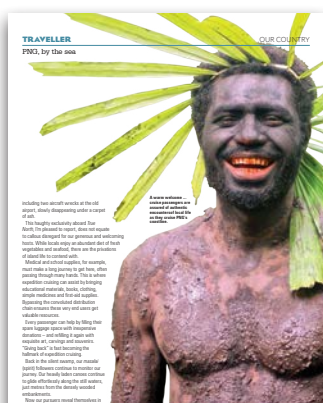 TRAVELLER
OUR COUNTRY
PNG, by the sea
A warm welcome ...
cruise passengers are
assured of authentic
encounters of local life
as they cruise PNG's
coastline.
including two aircraft wrecks at the old
airport, slowly disappearing under a carpet
of ash.
This haughty exclusivity aboard True
North, I'm pleased to report, does not equate
to callous disregard for our generous and welcoming
hosts. While locals enjoy an abundant diet of fresh
vegetables and seafood, there are the privations
of island life to contend with.
Medical and school supplies, for example,
must make a long journey to get here, often
passing through many hands. This is where
expedition cruising can assist by bringing
educational materials, books, clothing,
simple medicines and first-aid supplies.
Bypassing the convoluted distribution
chain ensures these very end users get
valuable resources.
Every passenger can help by filling their
spare luggage space with inexpensive
donations – and refilling it again with
exquisite art, carvings and souvenirs.
"Giving back" is fast becoming the
hallmark of expedition cruising.
Back in the silent swamp, our masalai
(spirit) followers continue to monitor our
journey. Our heavily laden canoes continue
to glide effortlessly along the still waters,
just metres from the densely wooded
embankments.
Now our pursuers reveal themselves in